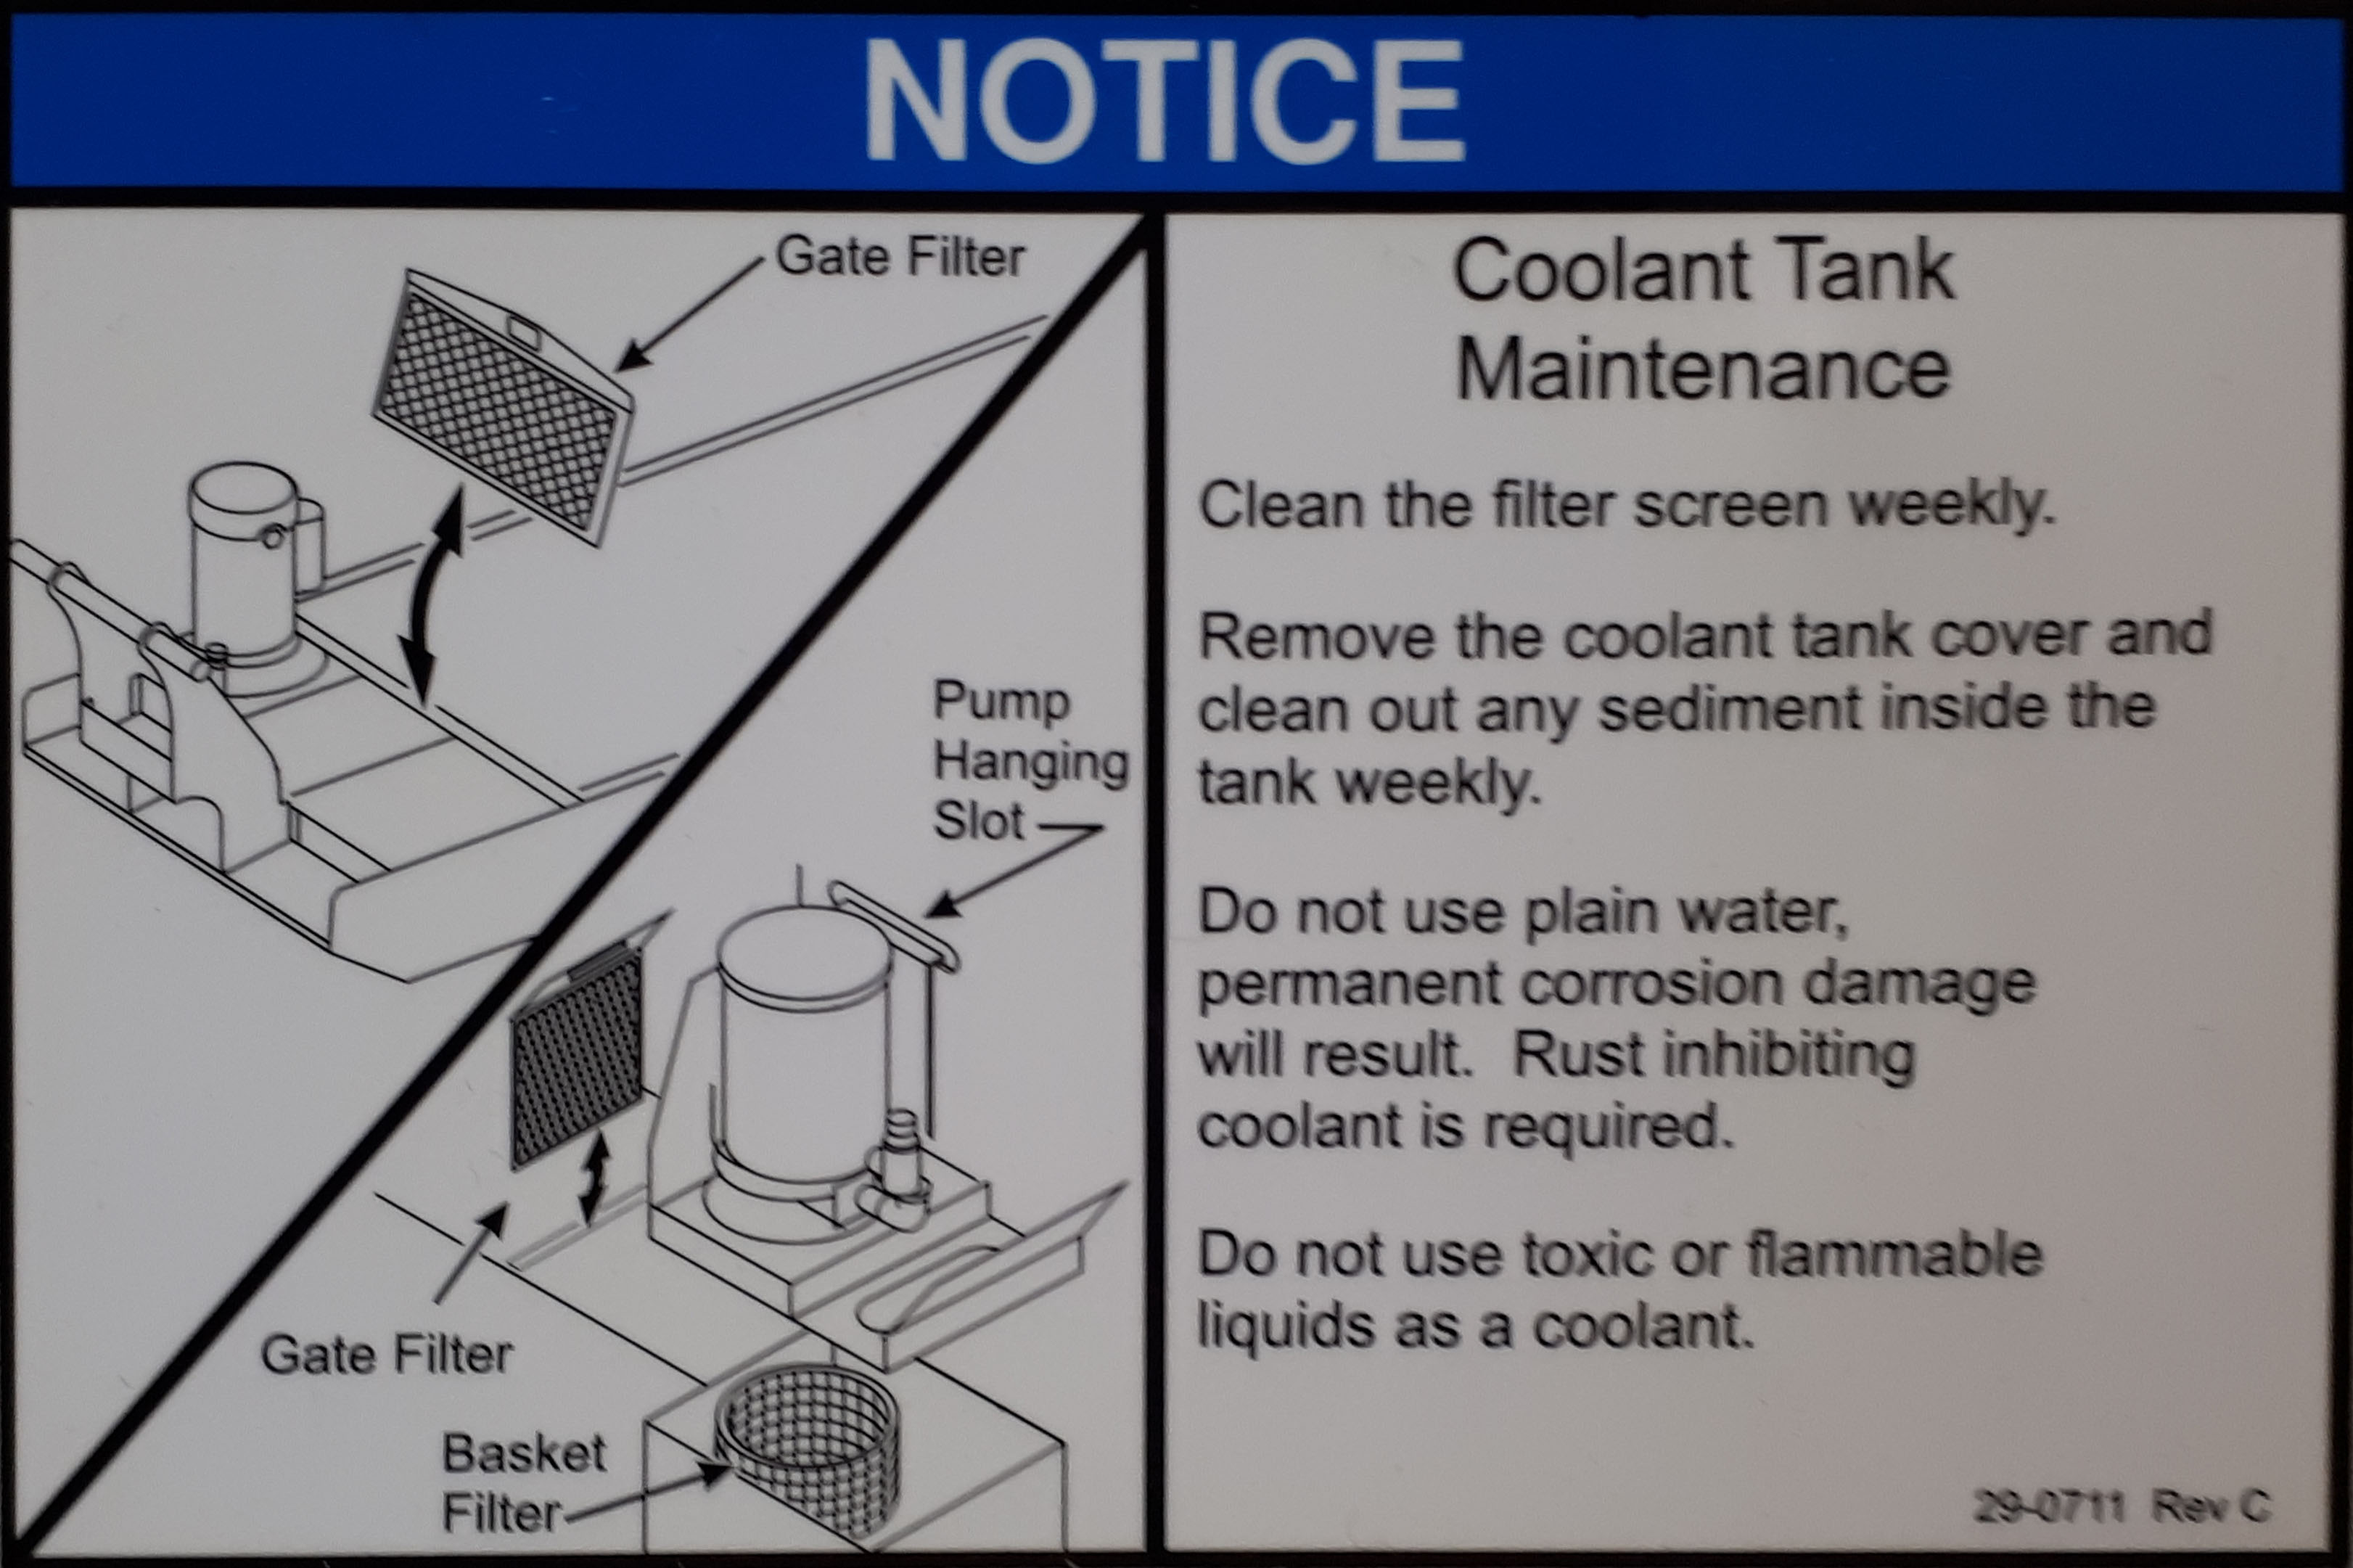 NOTICE
Gate Filter
Pump
Hanging
Slot
Gate Filter
Basket
Filter
Coolant Tank
Maintenance
Clean the filter screen weekly.
Remove the coolant tank cover and
clean out any sediment inside the
tank weekly.
Do not use plain water,
permanent corrosion damage
will result. Rust inhibiting
coolant is required.
Do not use toxic or flammable
liquids as a coolant.
29-0711 Rev C